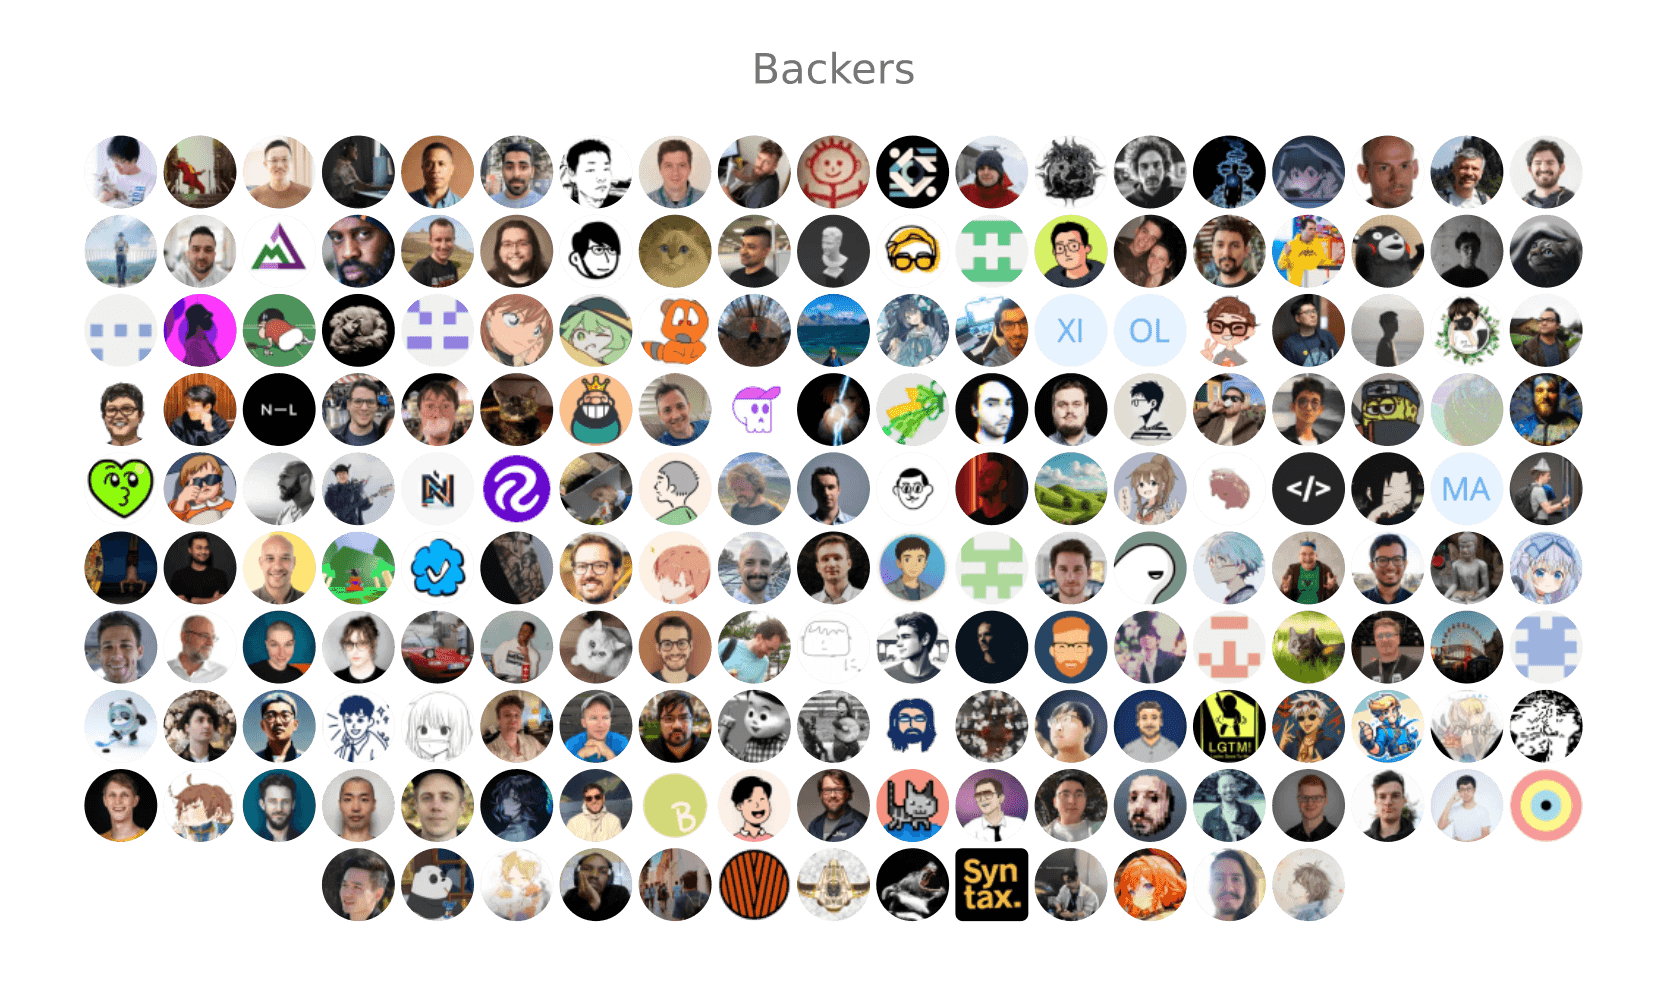 Backers
XI
OL
N—L
N
</>
MA
LGTM!
B
Syn
tax.